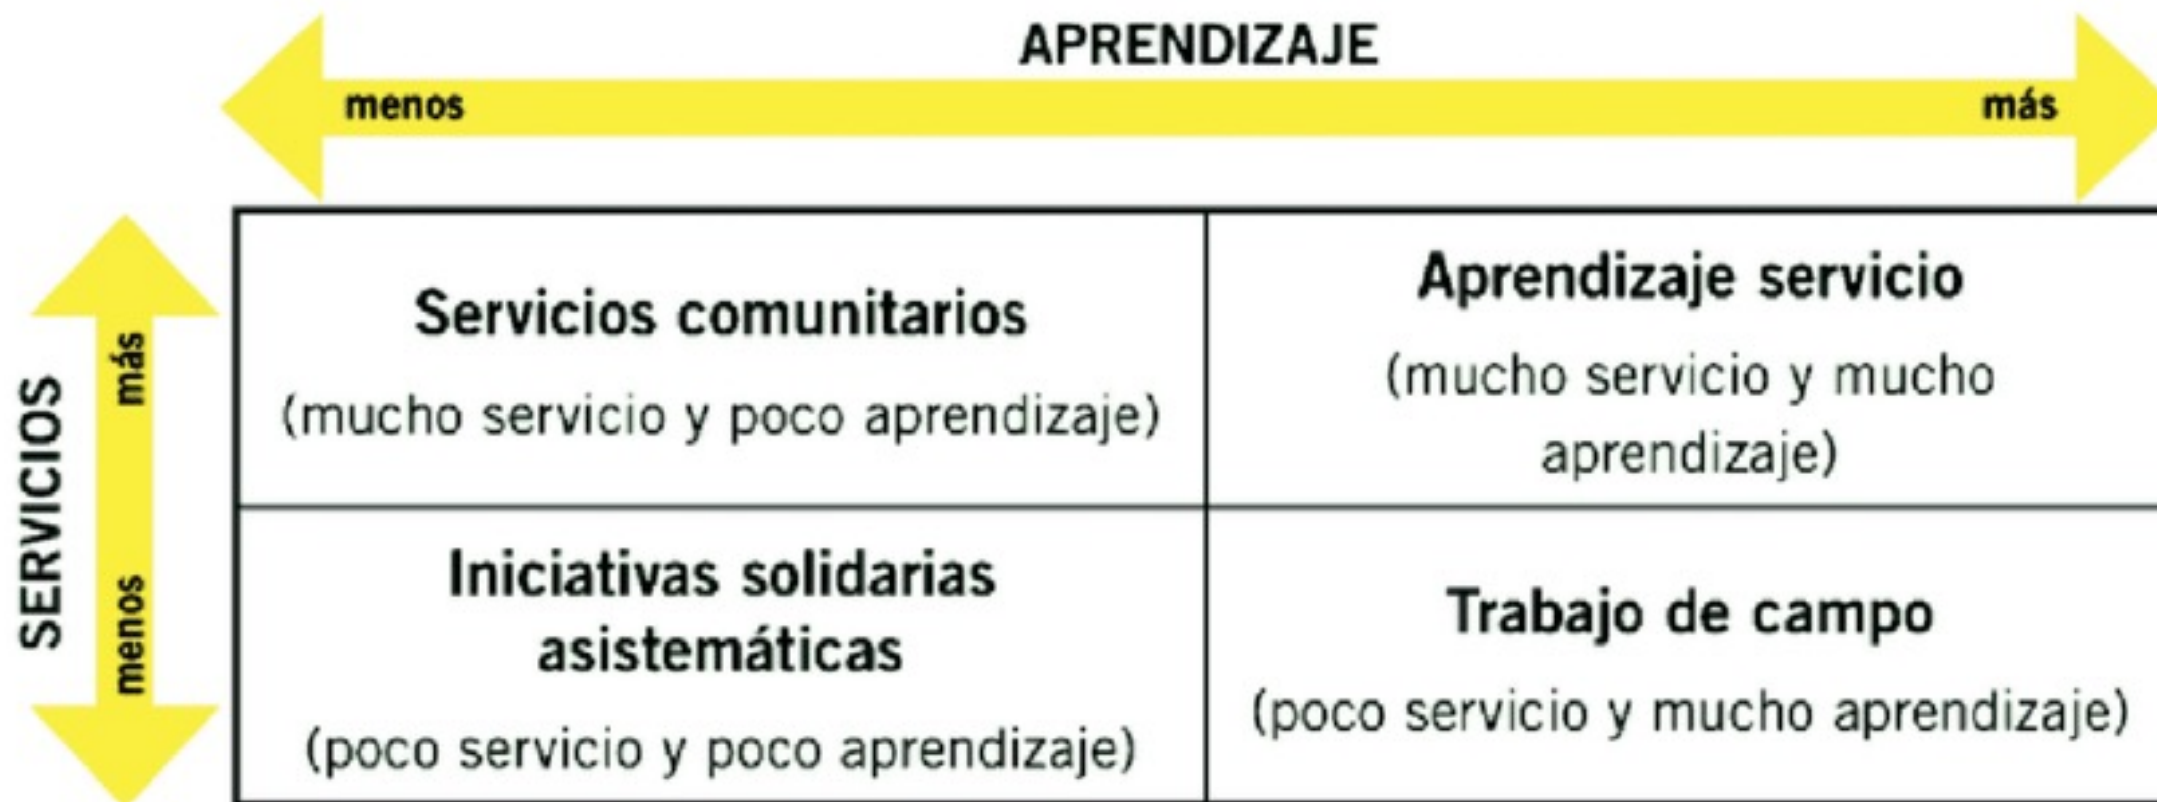 APRENDIZAJE
menos
más
SERVICIOS
más
menos
Servicios comunitarios
(mucho servicio y poco aprendizaje)
Aprendizaje servicio
(mucho servicio y mucho
aprendizaje)
Iniciativas solidarias
asistemáticas
(poco servicio y poco aprendizaje)
Trabajo de campo
(poco servicio y mucho aprendizaje)